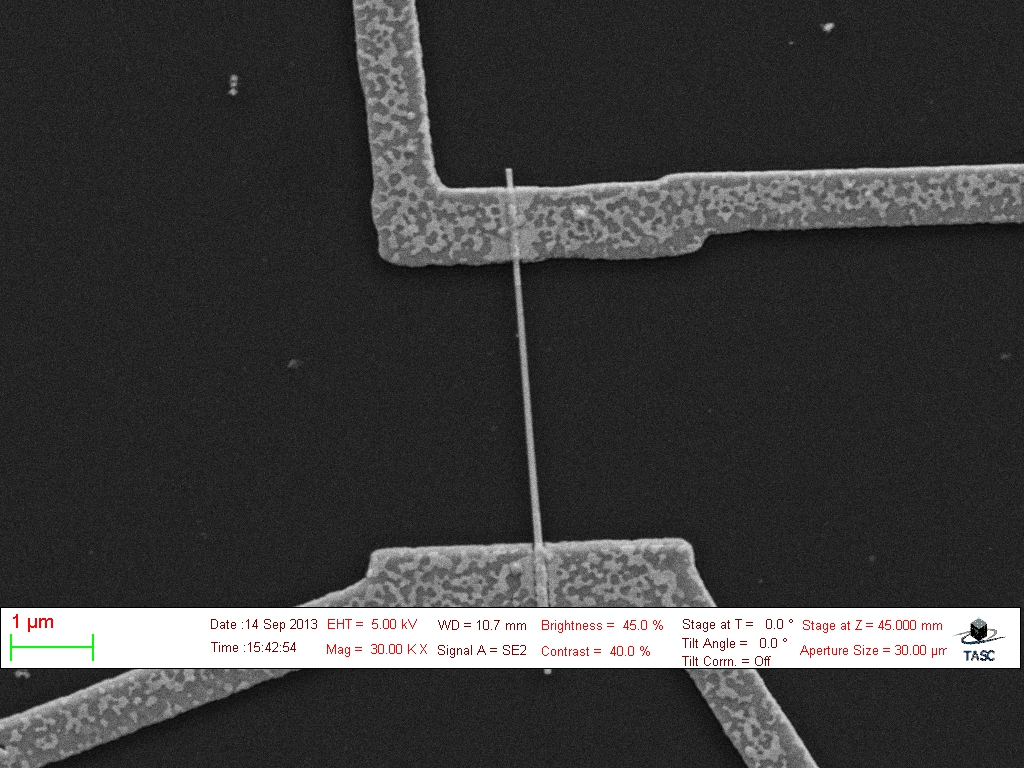 1 µm
Date :14 Sep 2013 EHT = 5.00 kV WD = 10.7 mm Brightness = 45.0 % Stage at T = 0.0 ° Stage at Z = 45.000 mm
Time :15:42:54 Mag = 30.00 K X Signal A = SE2 Contrast = 40.0 % Tilt Angle = 0.0 ° Aperture Size = 30.00 µm
Tilt Corrn. = Off
TASC